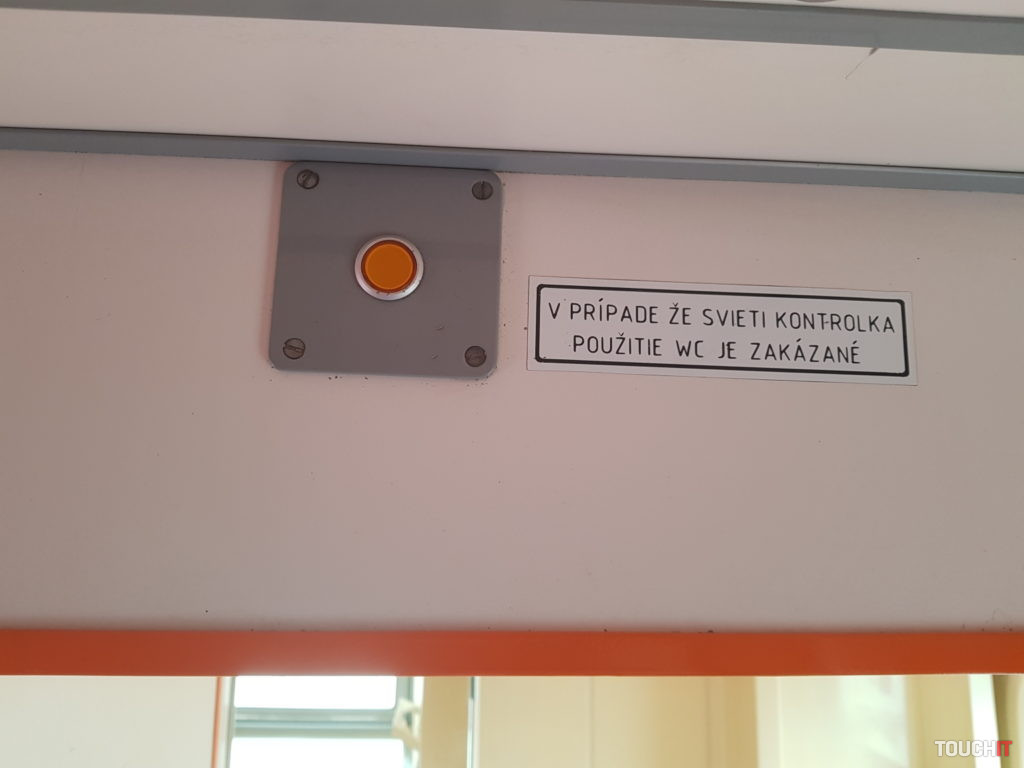 V PRÍPADE ŽE SVIETI KONTROLKA
POUŽITIE WC JE ZAKÁZANÉ
TOUCHIT